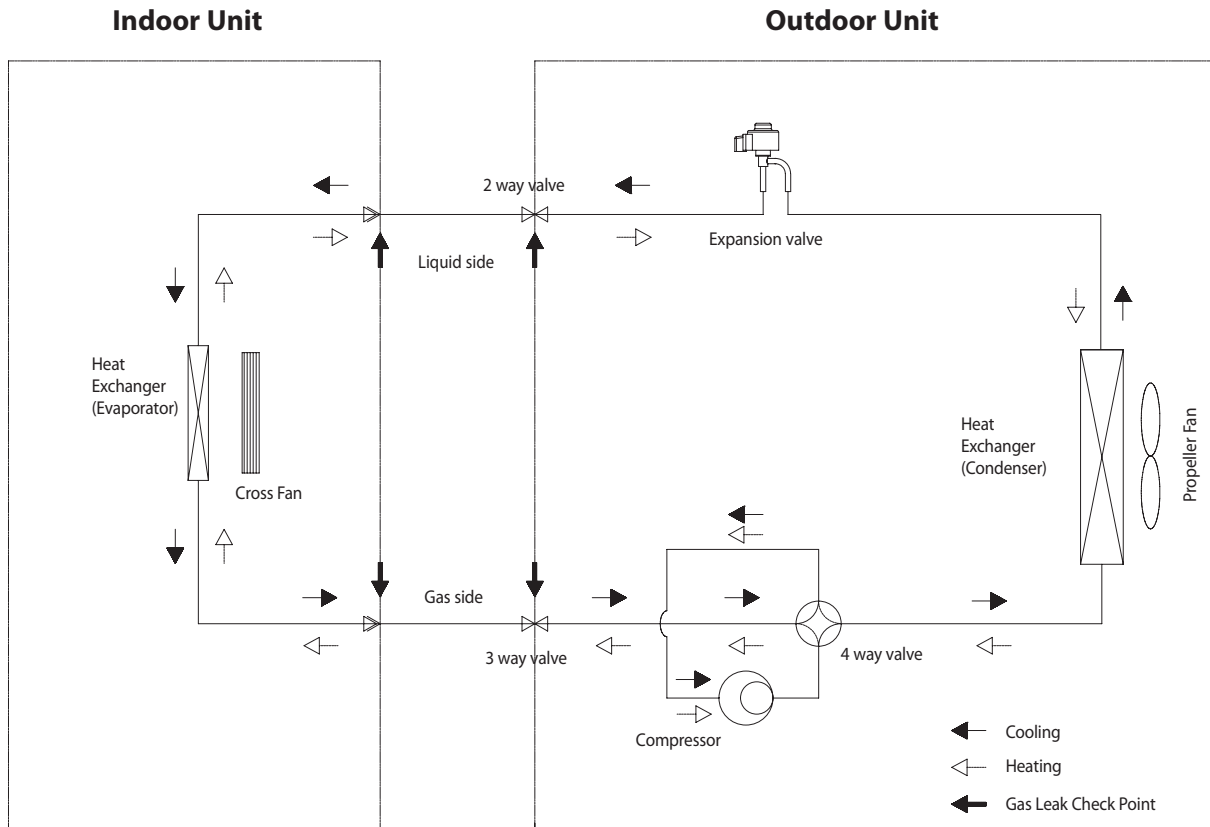 Indoor Unit
Outdoor Unit
2 way valve
Expansion valve
Liquid side
Heat
Exchanger
(Evaporator)
Cross Fan
Heat
Exchanger
(Condenser)
Propeller Fan
Gas side
3 way valve
4 way valve
Compressor
Cooling
Heating
Gas Leak Check Point